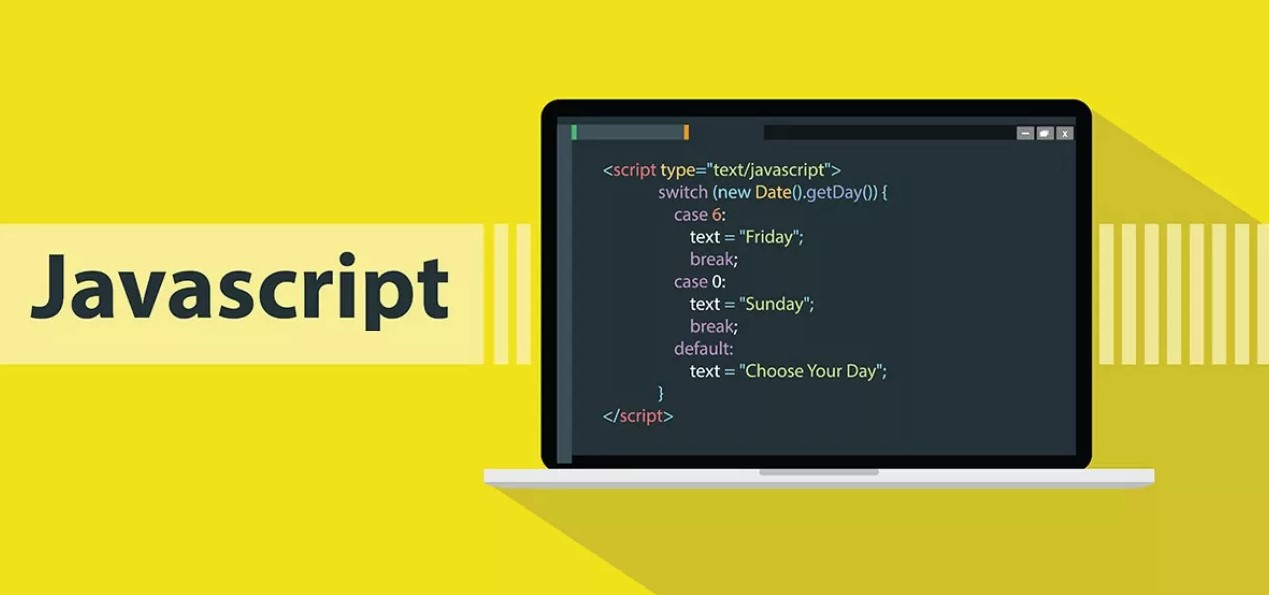 Javascript
<script type="text/javascript">
switch (new Date().getDay()) {
case 6:
text = "Friday";
break;
case 0:
text = "Sunday";
break;
default:
text = "Choose Your Day";
}
</script>